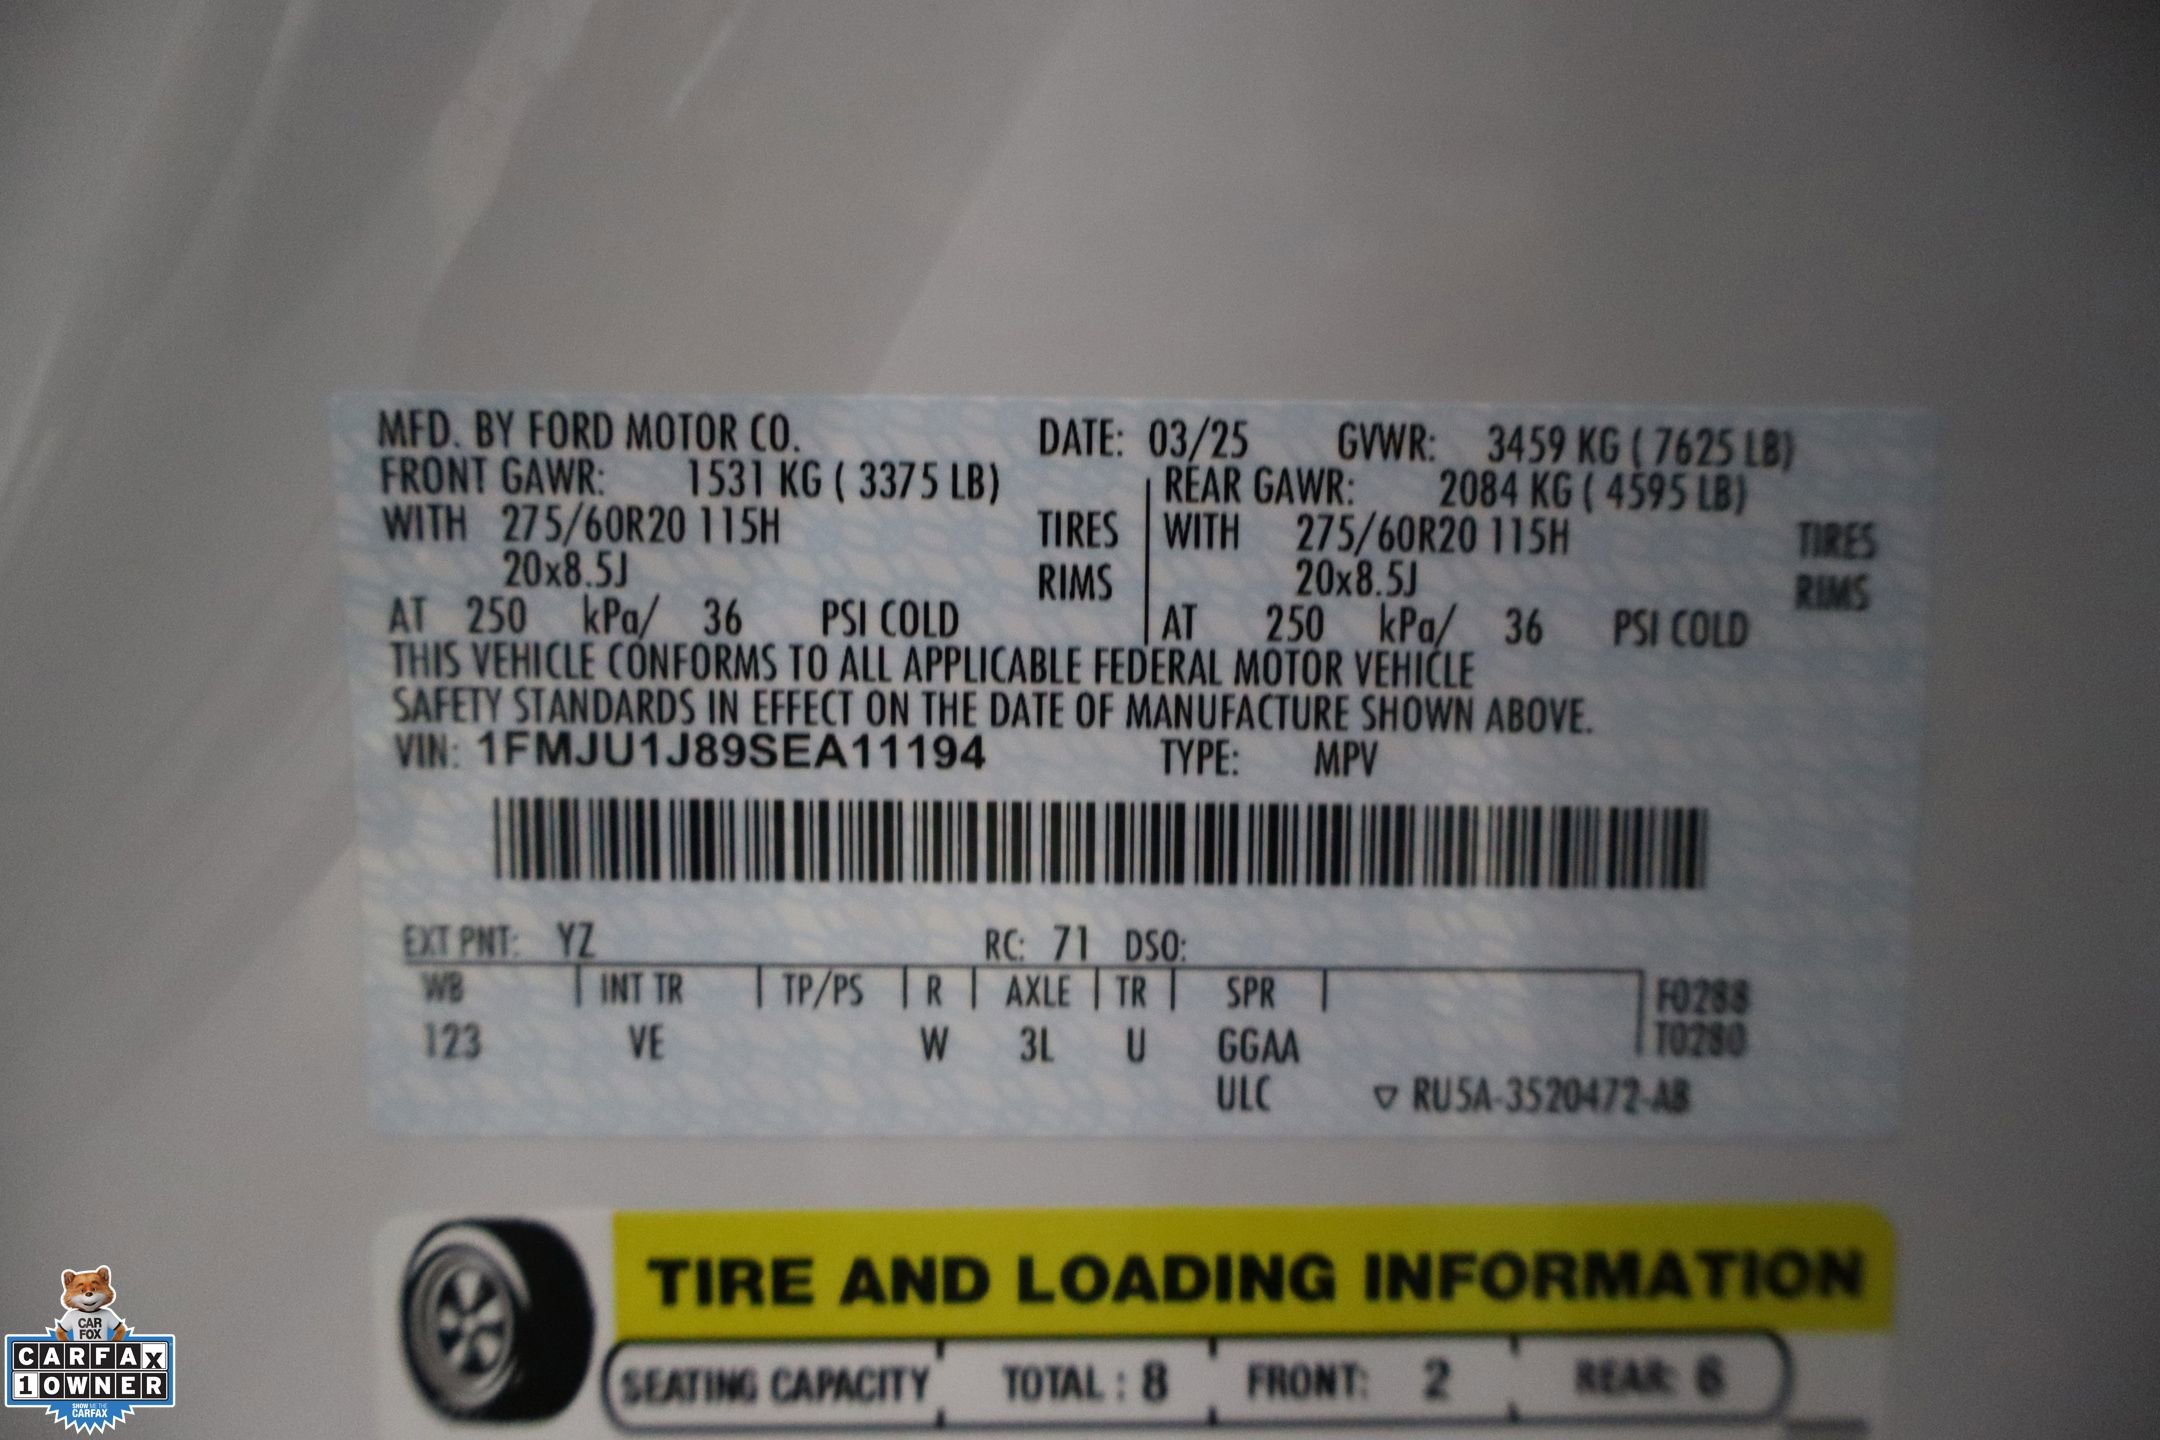 MFD. BY FORD MOTOR CO. DATE: 03/25 GVWR: 3459 KG ( 7625 LB)
FRONT GAWR: 1531 KG ( 3375 LB) REAR GAWR: 2084 KG ( 4595 LB)
WITH 275/60R20 115H TIRES WITH 275/60R20 115H TIRES
20x8.5J RIMS 20x8.5J RIMS
AT 250 kPa/ 36 PSI COLD AT 250 kPa/ 36 PSI COLD
THIS VEHICLE CONFORMS TO ALL APPLICABLE FEDERAL MOTOR VEHICLE
SAFETY STANDARDS IN EFFECT ON THE DATE OF MANUFACTURE SHOWN ABOVE.
VIN: 1FMJU1J89SEA11194 TYPE: MPV
EXT PNT: YZ RC: 71 DSO:
WB INT TR TP/PS R AXLE TR SPR F0288
123 VE W 3L U GGAA T0280
ULC ▽ RU5A-3520472-AB
TIRE AND LOADING INFORMATION
SEATING CAPACITY TOTAL : 8 FRONT: 2 REAR: 6
CAR
FOX
CARFAX
1 OWNER
SHOW ME THE
CARFAX